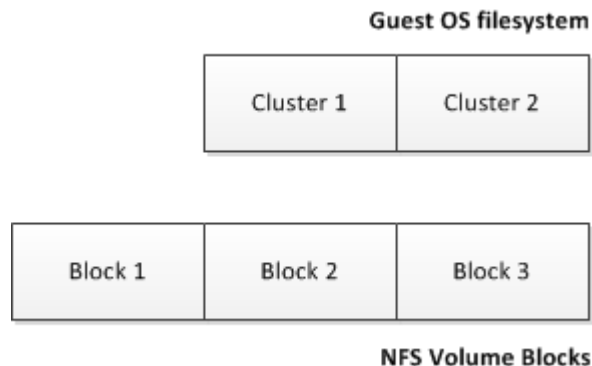 Guest OS filesystem
Cluster 1 Cluster 2
Block 1 Block 2 Block 3
NFS Volume Blocks